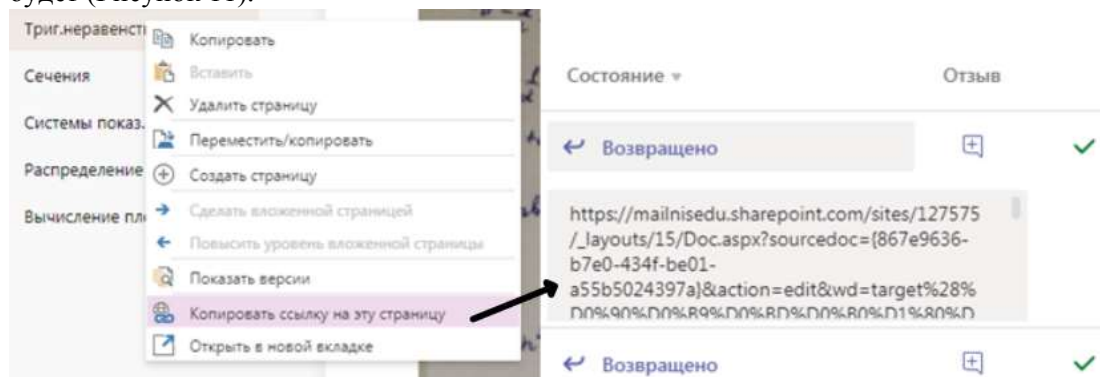 будет (Рисунок 11).
Триг.неравенст
Сечения
Системы показ.
Распределение
Вычисление пл
Копировать
Вставить
Удалить страницу
Переместить/копировать
Создать страницу
Сделать вложенной страницей
Повысить уровень вложенной страницы
Показать версии
Копировать ссылку на эту страницу
Открыть в новой вкладке
Состояние
Отзыв
Возвращено
https://mailnisedu.sharepoint.com/sites/127575
/_layouts/15/Doc.aspx?sourcedoc={867e9636-
b7e0-434f-be01-
a55b5024397a}&action=edit&wd=target%28%
D0%90%D0%B9%D0%BD%D0%B0%D1%80%D
Возвращено